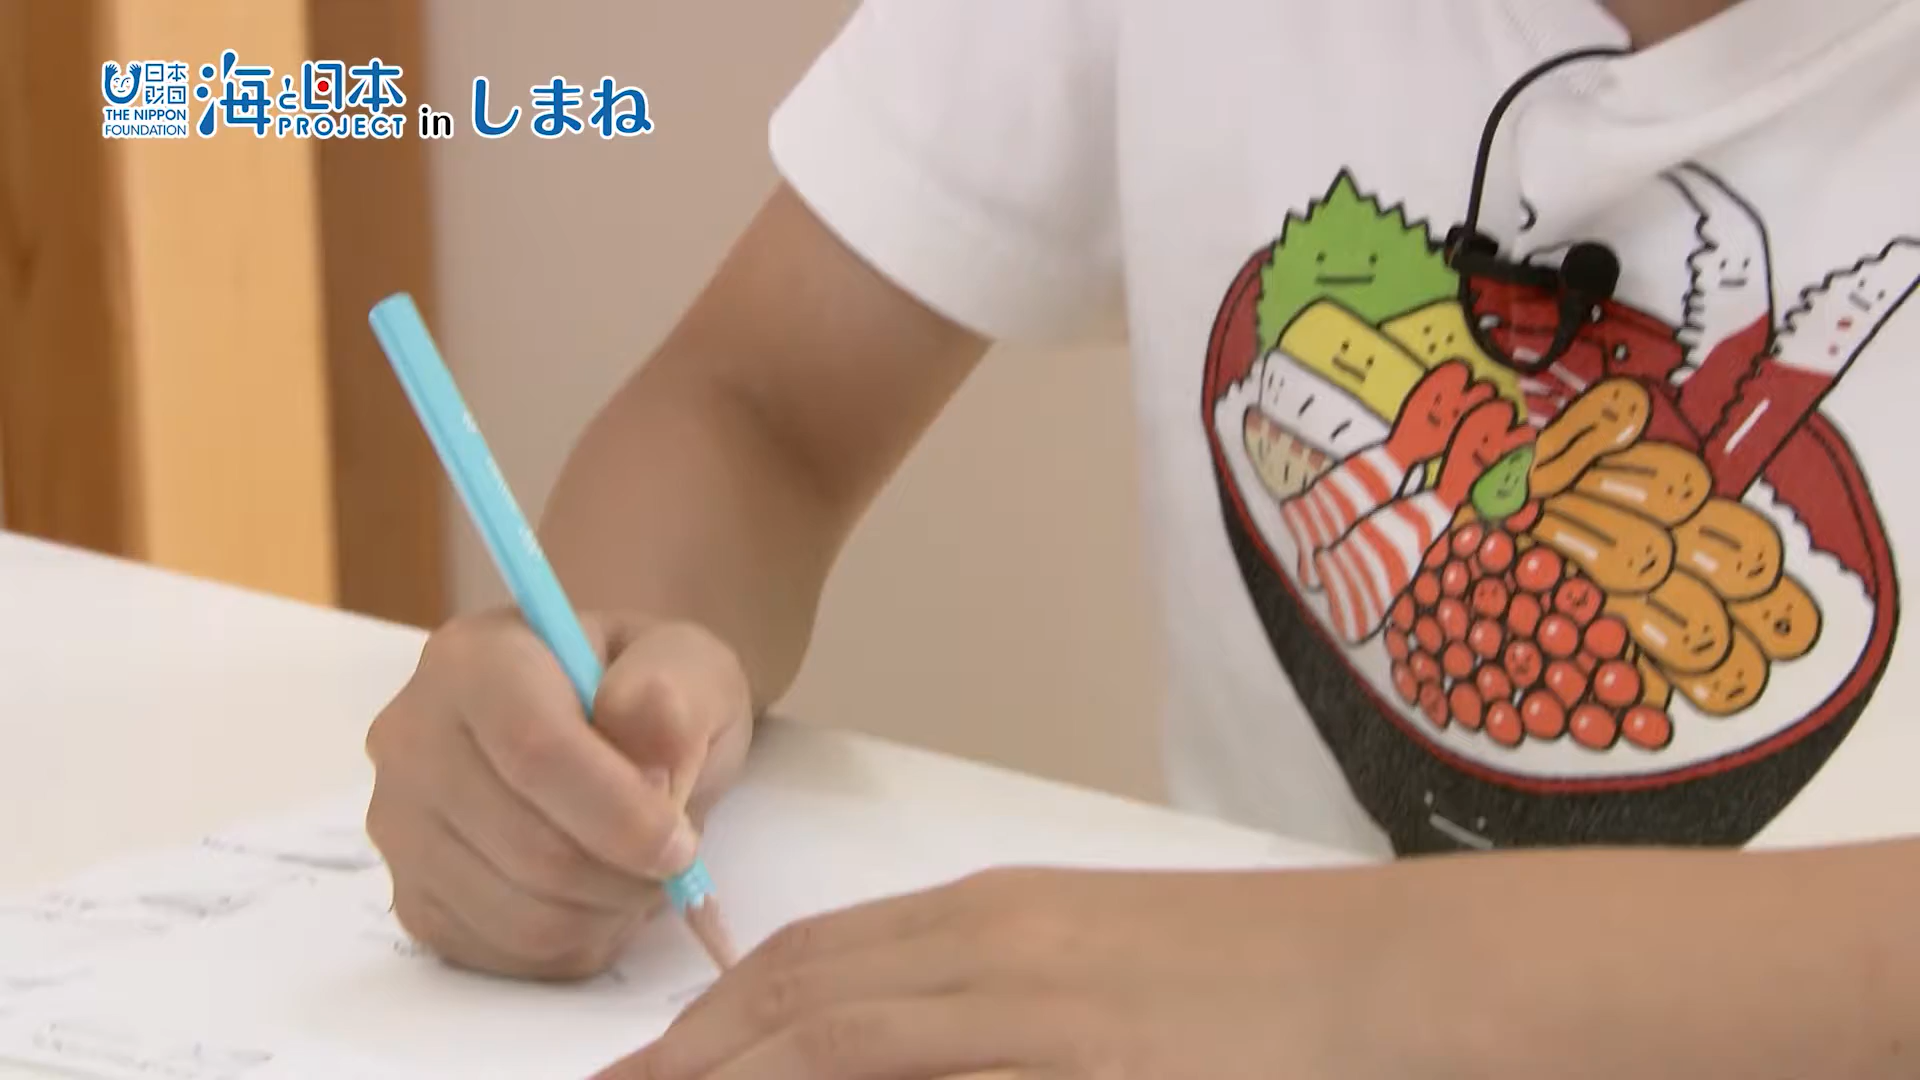 日本
財団
THE NIPPON
FOUNDATION
海と日本
PROJECT
in しまね